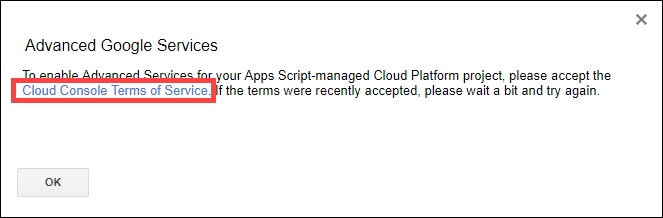 Advanced Google Services
To enable Advanced Services for your Apps Script-managed Cloud Platform project, please accept the
Cloud Console Terms of Service. If the terms were recently accepted, please wait a bit and try again.
OK